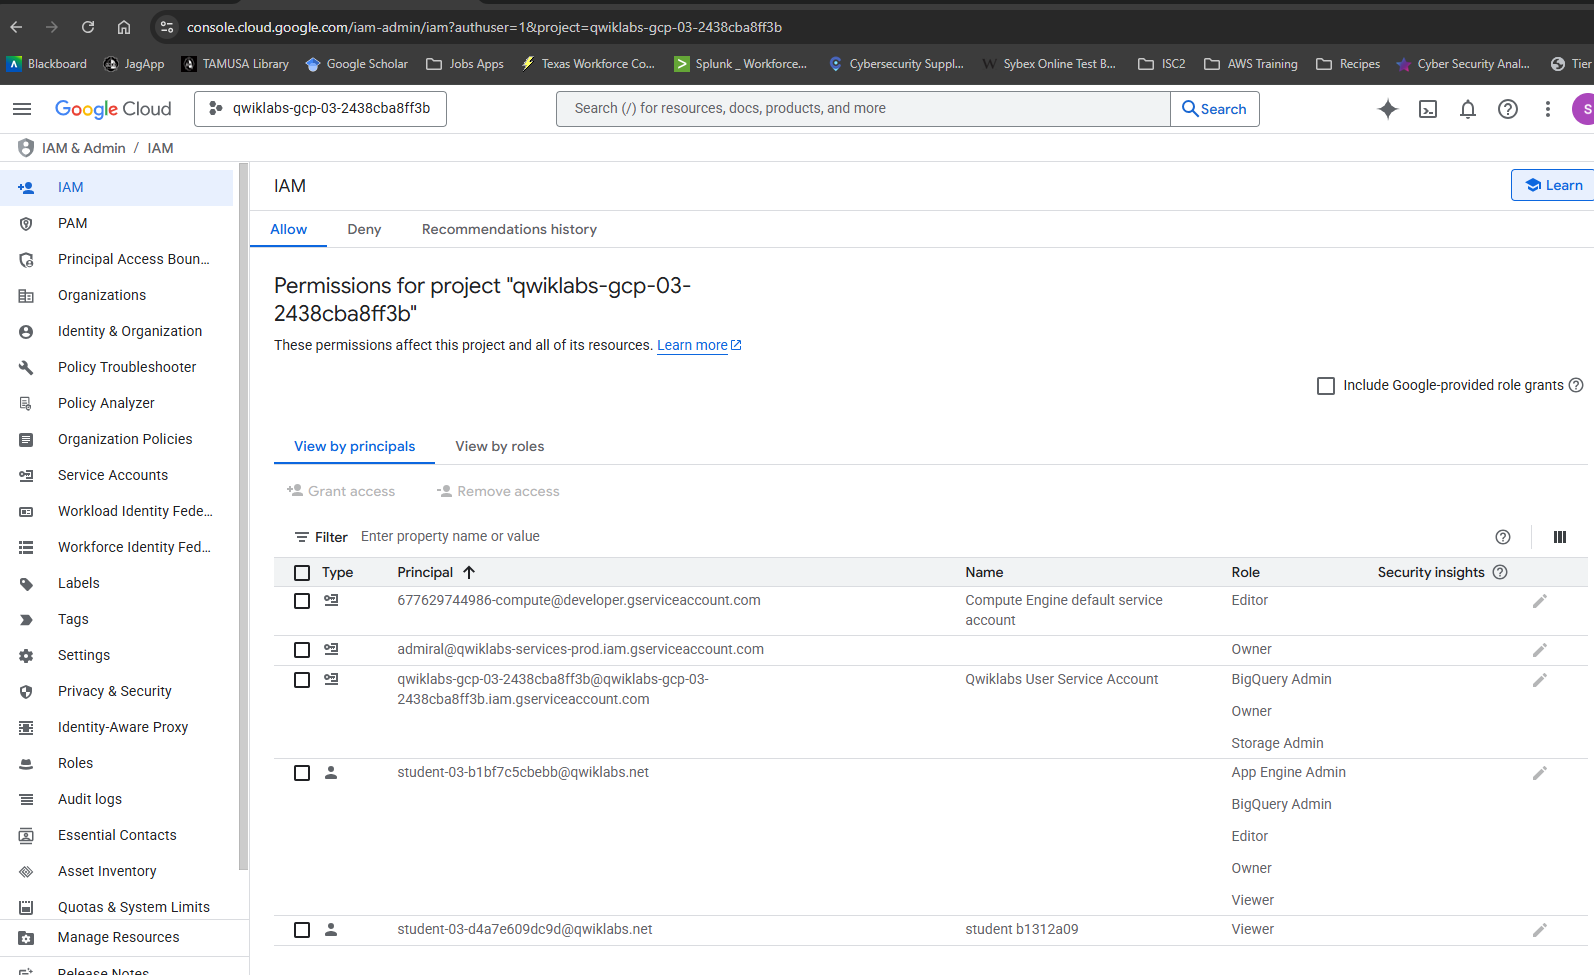 console.cloud.google.com/iam-admin/iam?authuser=1&project=qwiklabs-gcp-03-2438cba8ff3b
Blackboard
JagApp
TAMUSA Library
Google Scholar
Jobs Apps
Texas Workforce Co...
Splunk _ Workforce...
Cybersecurity Suppl...
Sybex Online Test B...
ISC2
AWS Training
Recipes
Cyber Security Anal...
Tier
Google Cloud
qwiklabs-gcp-03-2438cba8ff3b
Search (/) for resources, docs, products, and more
Search
S
IAM & Admin / IAM
IAM
PAM
Principal Access Boun...
Organizations
Identity & Organization
Policy Troubleshooter
Policy Analyzer
Organization Policies
Service Accounts
Workload Identity Fede...
Workforce Identity Fed...
Labels
Tags
Settings
Privacy & Security
Identity-Aware Proxy
Roles
Audit logs
Essential Contacts
Asset Inventory
Quotas & System Limits
Manage Resources
Release Notes
IAM
Learn
Allow
Deny
Recommendations history
Permissions for project "qwiklabs-gcp-03-
2438cba8ff3b"
These permissions affect this project and all of its resources. Learn more
Include Google-provided role grants
View by principals
View by roles
Grant access
Remove access
Filter Enter property name or value
Type Principal Name Role Security insights
677629744986-compute@developer.gserviceaccount.com Compute Engine default service Editor
account
admiral@qwiklabs-services-prod.iam.gserviceaccount.com Owner
qwiklabs-gcp-03-2438cba8ff3b@qwiklabs-gcp-03- Qwiklabs User Service Account BigQuery Admin
2438cba8ff3b.iam.gserviceaccount.com
Owner
Storage Admin
student-03-b1bf7c5cbebb@qwiklabs.net App Engine Admin
BigQuery Admin
Editor
Owner
Viewer
student-03-d4a7e609dc9d@qwiklabs.net student b1312a09 Viewer